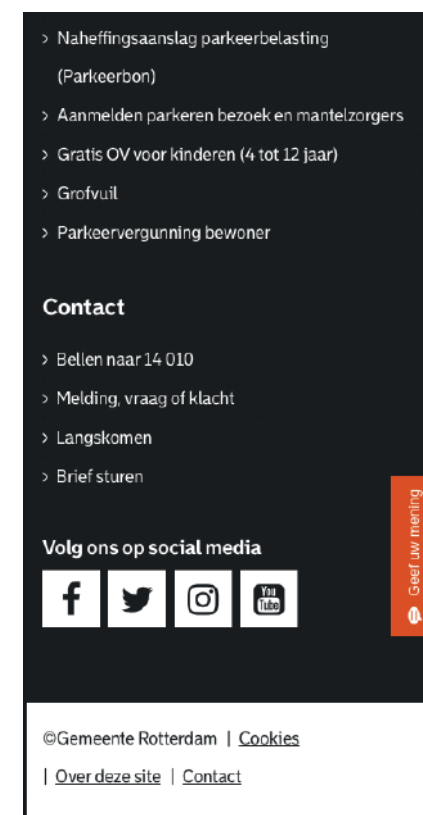 > Naheffingsaanslag parkeerbelasting
(Parkeerbon)
> Aanmelden parkeren bezoek en mantelzorgers
> Gratis OV voor kinderen (4 tot 12 jaar)
> Grofvuil
> Parkeervergunning bewoner
Contact
> Bellen naar 14 010
> Melding, vraag of klacht
> Langskomen
> Brief sturen
Geef uw mening
Volg ons op social media
You Tube
©Gemeente Rotterdam | Cookies
| Over deze site | Contact